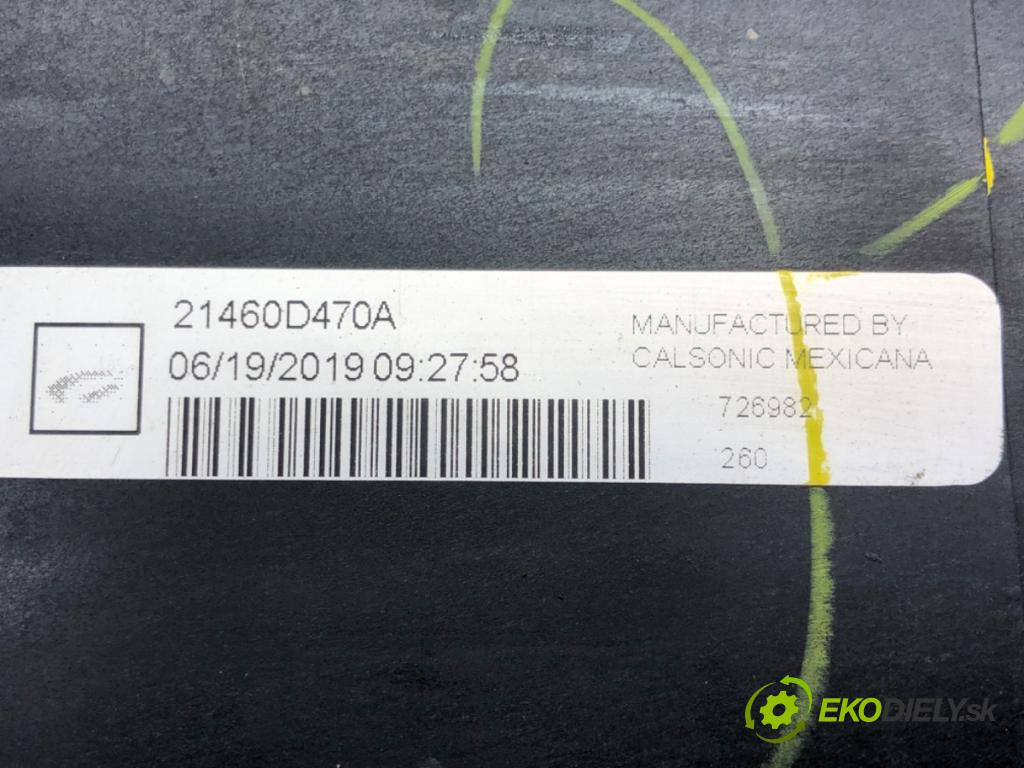 21460D470A
06/19/2019 09:27:58
MANUFACTURED BY
CALSONIC MEXICANA
726982
260
EKODIELY.sk